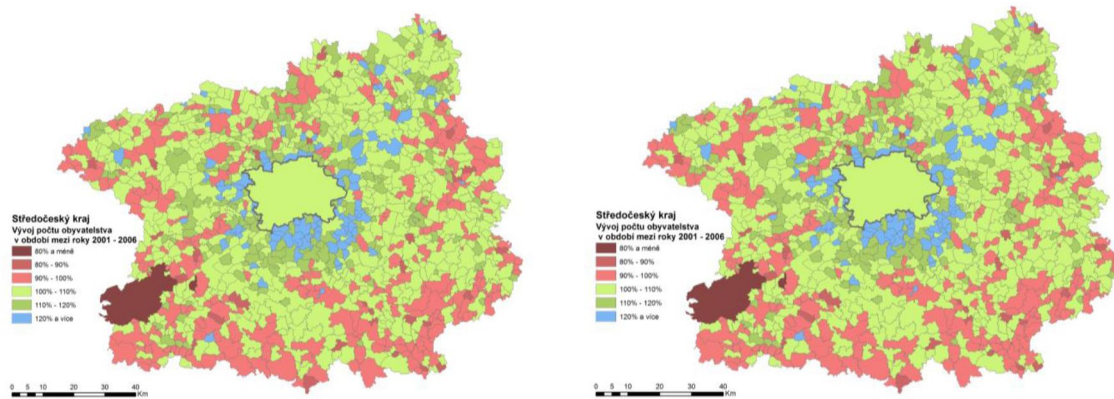 Středočeský kraj
Vývoj počtu obyvatelstva
v období mezi roky 2001 - 2006
80% a méně
80% - 90%
90% - 100%
100% - 110%
110% - 120%
120% a více
0 5 10 20 30 40
Km
Středočeský kraj
Vývoj počtu obyvatelstva
v období mezi roky 2001 - 2006
80% a méně
80% - 90%
90% - 100%
100% - 110%
110% - 120%
120% a více
0 5 10 20 30 40
Km